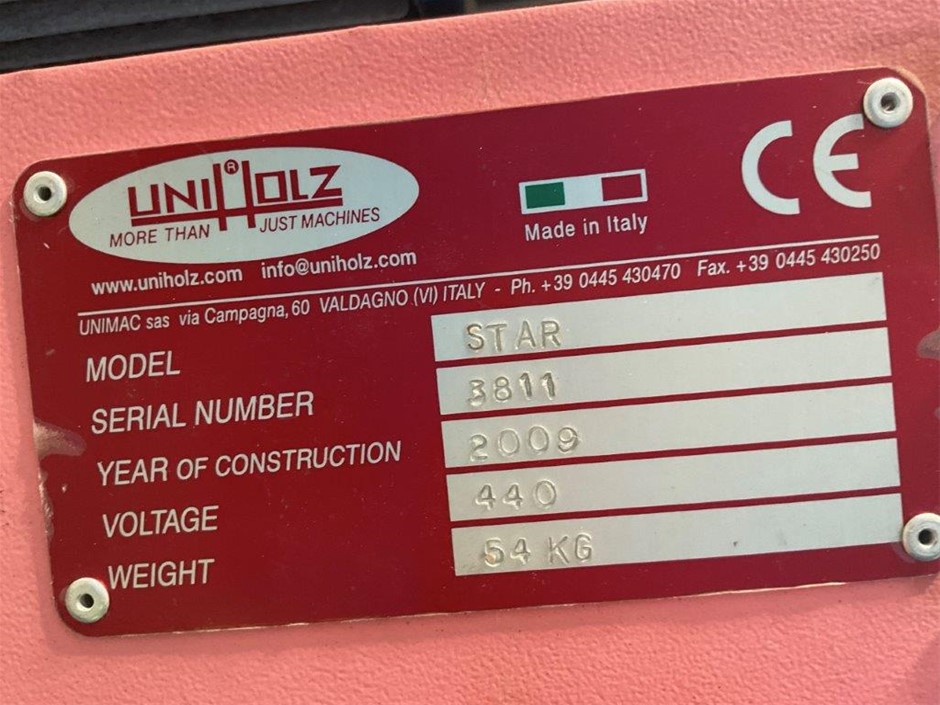 UNIHOLZ®
MORE THAN JUST MACHINES
www.uniholz.com info@uniholz.com
Made in Italy
CE
UNIMAC sas via Campagna, 60 VALDAGNO (VI) ITALY - Ph. +39 0445 430470 Fax. +39 0445 430250
MODEL STAR
SERIAL NUMBER 3811
YEAR OF CONSTRUCTION 2009
VOLTAGE 440
WEIGHT 54 KG